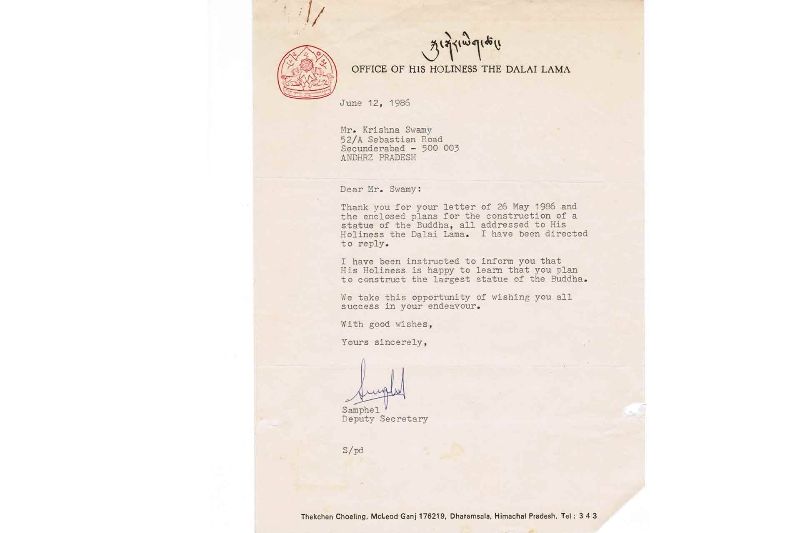 OFFICE OF HIS HOLINESS THE DALAI LAMA
June 12, 1986
Mr. Krishna Swamy
52/A Sebastian Road
Secunderabad - 500 003
ANDHRZ PRADESH
Dear Mr. Swamy:
Thank you for your letter of 26 May 1986 and
the enclosed plans for the construction of a
statue of the Buddha, all addressed to His
Holiness the Dalai Lama. I have been directed
to reply.
I have been instructed to inform you that
His Holiness is happy to learn that you plan
to construct the largest statue of the Buddha.
We take this opportunity of wishing you all
success in your endeavour.
With good wishes,
Yours sincerely,
Samphel
Deputy Secretary
S/pd
Thekchen Choeling, McLeod Ganj 176219, Dharamsala, Himachal Pradesh, Tel : 3 4 3